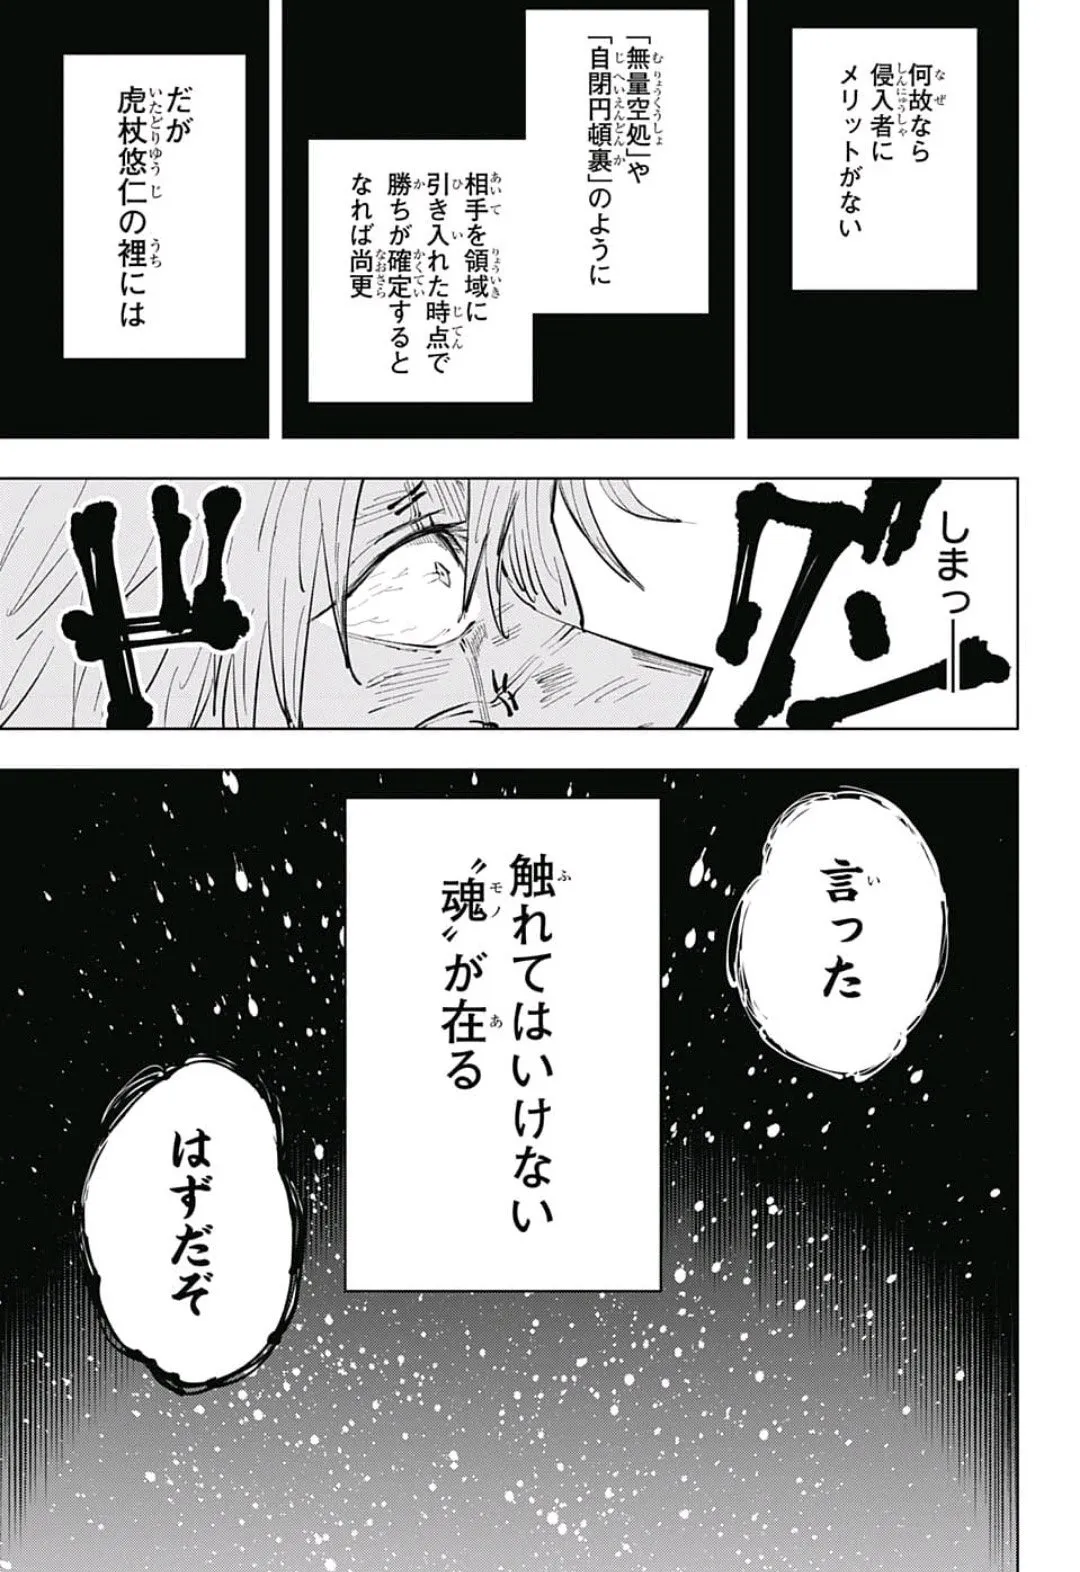 何故なら
侵入者に
メリットがない
「無量空処」や
「自閉円頓裹」のように
相手を領域に
引き入れた時点で
勝ちが確定すると
なれば尚更
だが
虎杖悠仁の裡には
しまっ
言った
触れてはいけない
〝魂〟が在る
はずだぞ